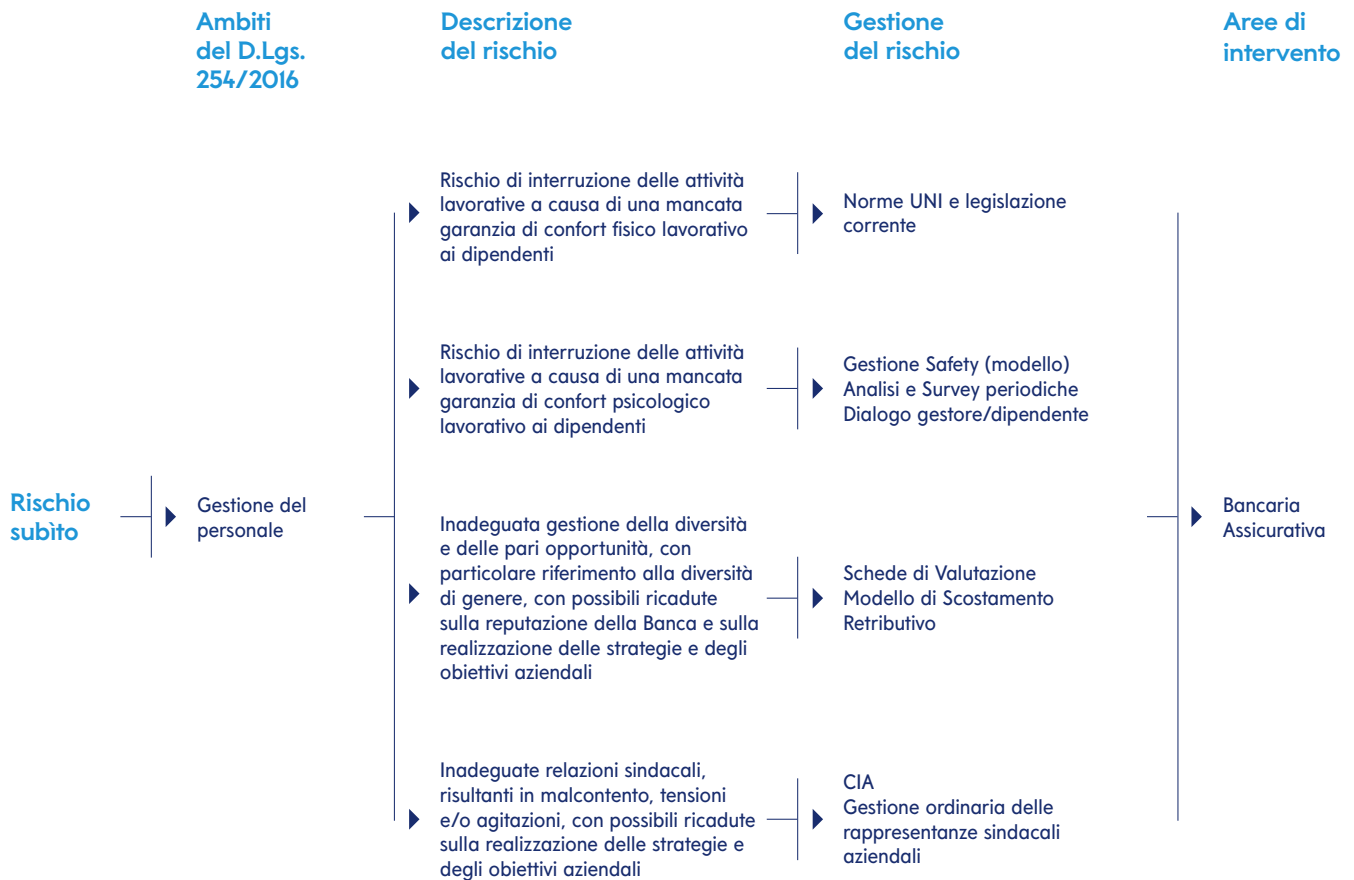 Ambiti
del D.Lgs.
254/2016
Descrizione
del rischio
Gestione
del rischio
Aree di
intervento
Rischio
subìto
Gestione del
personale
Rischio di interruzione delle attività
lavorative a causa di una mancata
garanzia di confort fisico lavorativo
ai dipendenti
Norme UNI e legislazione
corrente
Rischio di interruzione delle attività
lavorative a causa di una mancata
garanzia di confort psicologico
lavorativo ai dipendenti
Gestione Safety (modello)
Analisi e Survey periodiche
Dialogo gestore/dipendente
Inadeguata gestione della diversità
e delle pari opportunità, con
particolare riferimento alla diversità
di genere, con possibili ricadute
sulla reputazione della Banca e sulla
realizzazione delle strategie e degli
obiettivi aziendali
Schede di Valutazione
Modello di Scostamento
Retributivo
Inadeguate relazioni sindacali,
risultanti in malcontento, tensioni
e/o agitazioni, con possibili ricadute
sulla realizzazione delle strategie e
degli obiettivi aziendali
CIA
Gestione ordinaria delle
rappresentanze sindacali
aziendali
Bancaria
Assicurativa